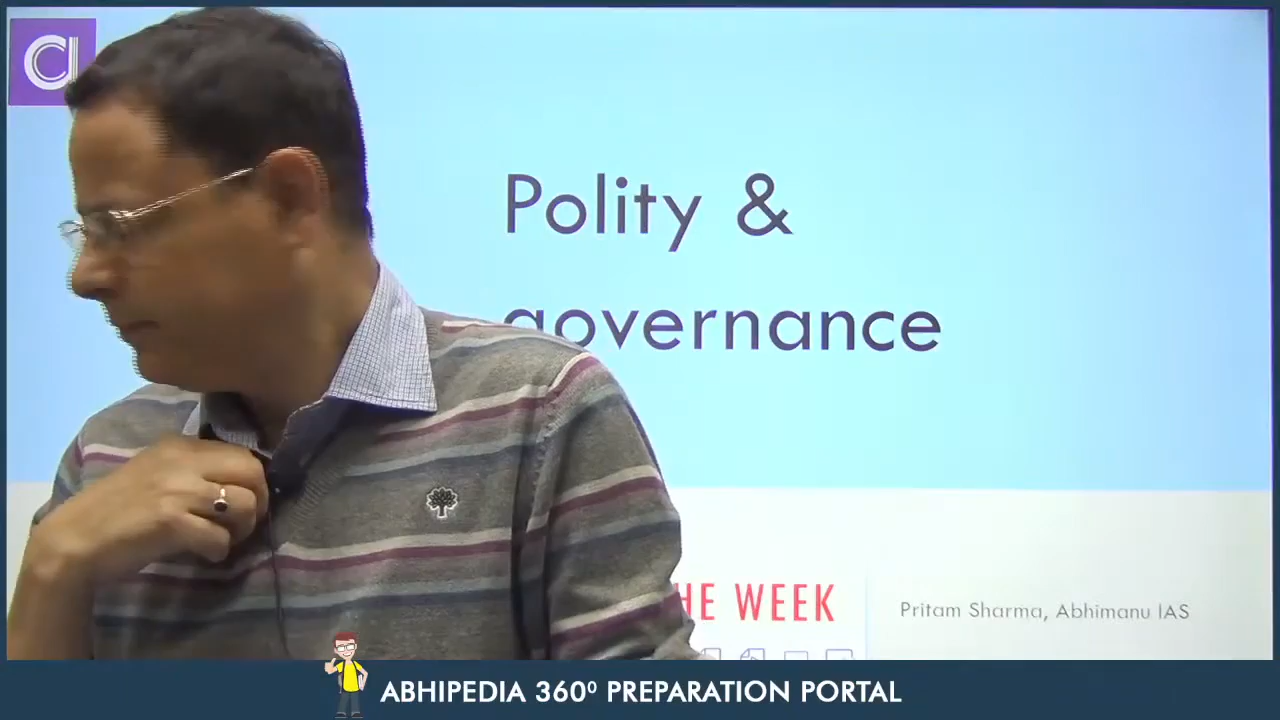 Polity &
governance
HE WEEK
Pritam Sharma, Abhimanu IAS
ABHIPEDIA 360⁰ PREPARATION PORTAL